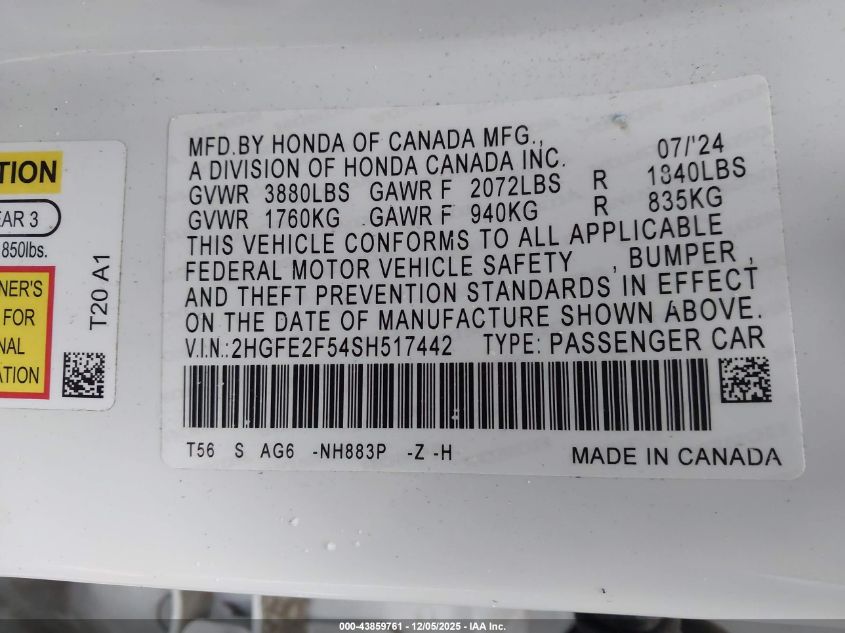 MFD.BY HONDA OF CANADA MFG., 07/'24
A DIVISION OF HONDA CANADA INC.
GVWR 3880LBS GAWR F 2072LBS R 1840LBS
GVWR 1760KG GAWR F 940KG R 835KG
THIS VEHICLE CONFORMS TO ALL APPLICABLE
FEDERAL MOTOR VEHICLE SAFETY , BUMPER ,
AND THEFT PREVENTION STANDARDS IN EFFECT
ON THE DATE OF MANUFACTURE SHOWN ABOVE.
V.I.N.:2HGFE2F54SH517442 TYPE: PASSENGER CAR
T56 S AG6 -NH883P -Z -H
MADE IN CANADA
TION
EAR 3
850lbs.
NER'S
FOR
NAL
ATION
T20 A1
000-43859761 - 12/05/2025 - IAA Inc.